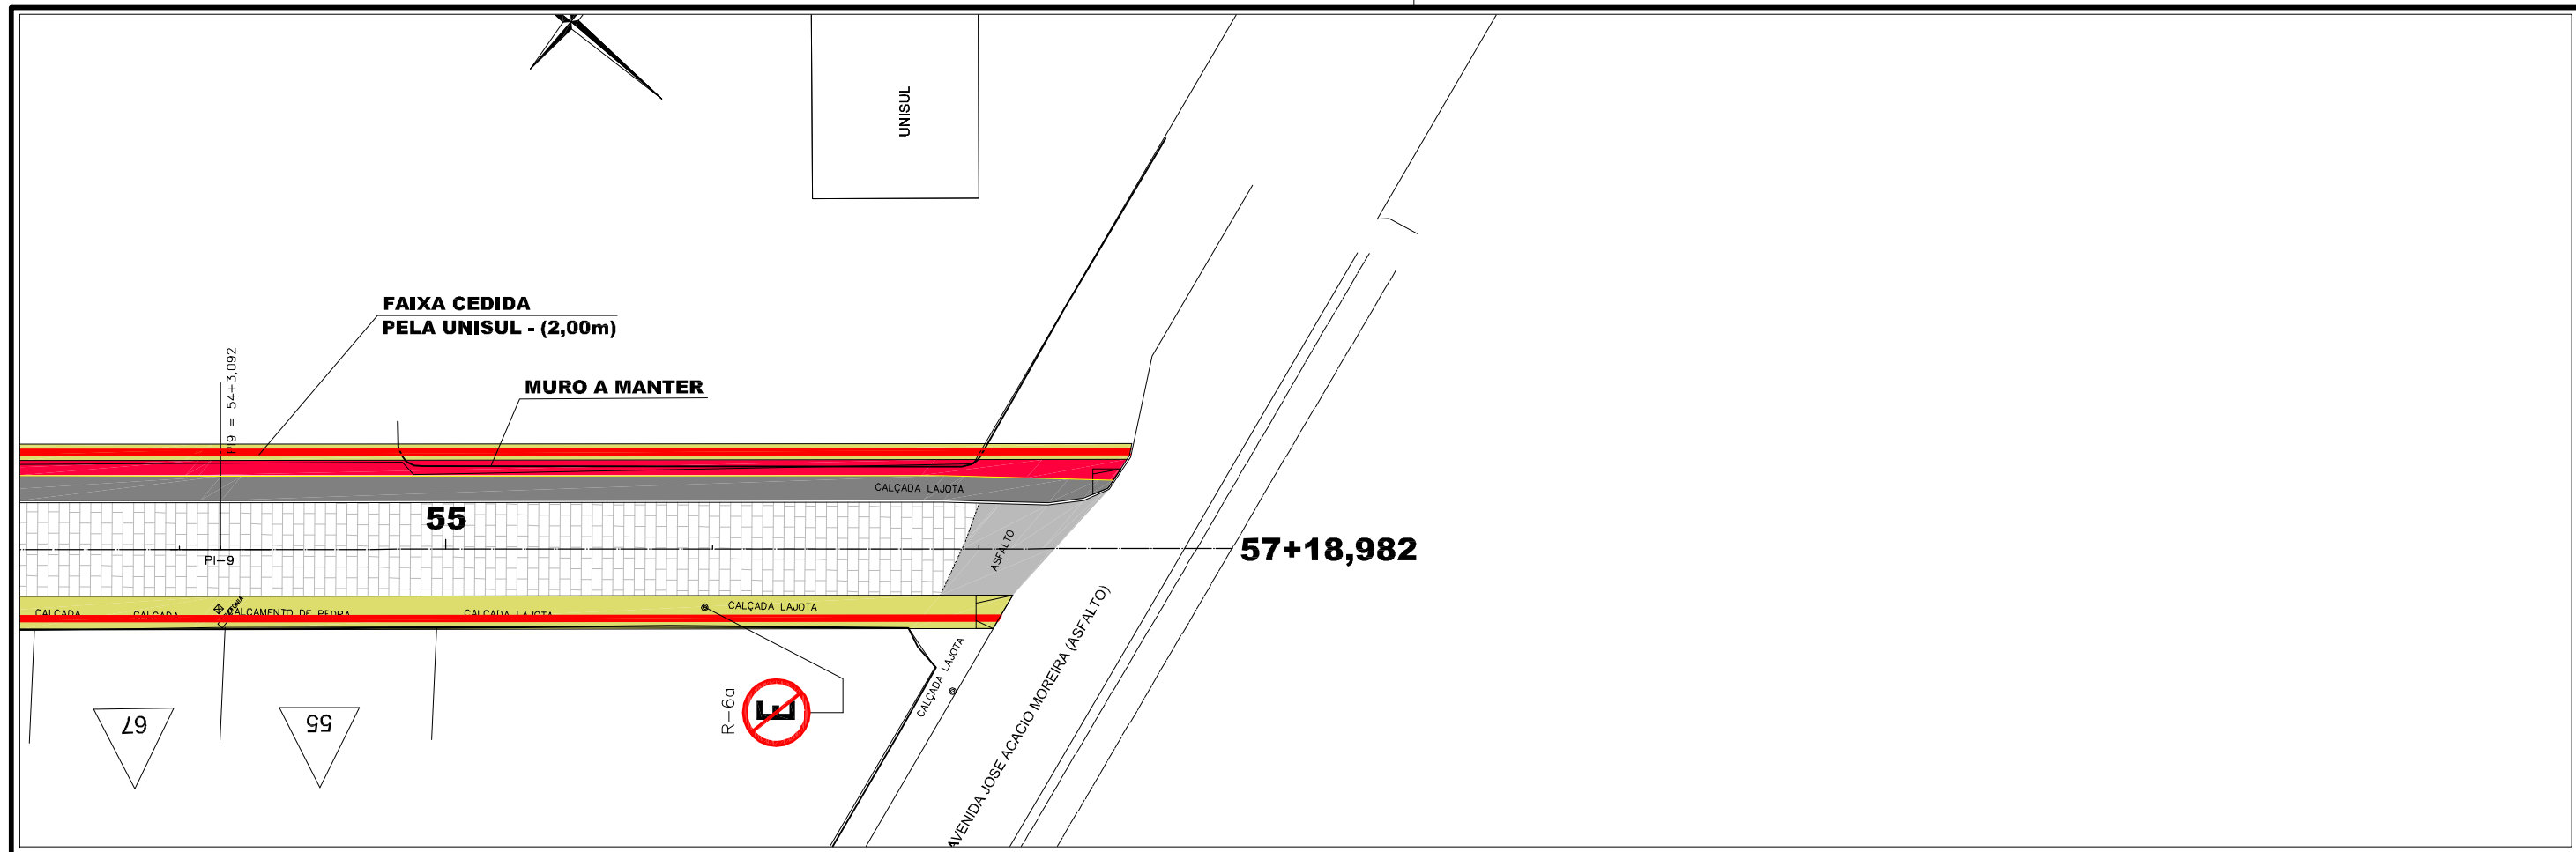 UNISUL
FAIXA CEDIDA
PELA UNISUL - (2,00m)
PI9 = 54+3,092
MURO A MANTER
CALÇADA LAJOTA
55
ASFALTO
57+18,982
PI-9
CALÇADA
CALÇADA
CALÇAMENTO DE PEDRA
CALÇADA LAJOTA
CALÇADA LAJOTA
CALÇADA LAJOTA
AVENIDA JOSE ACACIO MOREIRA (ASFALTO)
R-6a
E
67
55